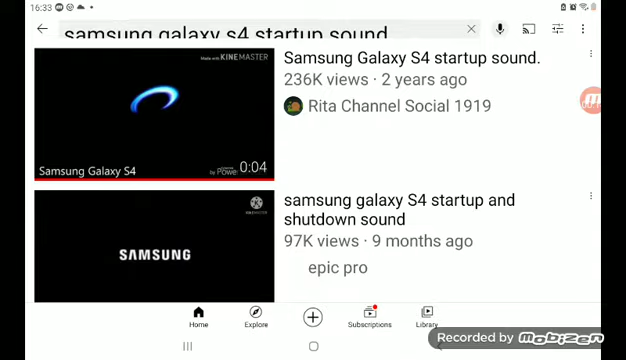 16:33
samsung galaxy s4 startup sound
Made with KINEMASTER
Samsung Galaxy S4
0:04
Samsung Galaxy S4 startup sound.
236K views · 2 years ago
Rita Channel Social 1919
KINEMASTER
SAMSUNG
samsung galaxy S4 startup and
shutdown sound
97K views · 9 months ago
epic pro
Home
Explore
Subscriptions
Library
Recorded by Mobizen